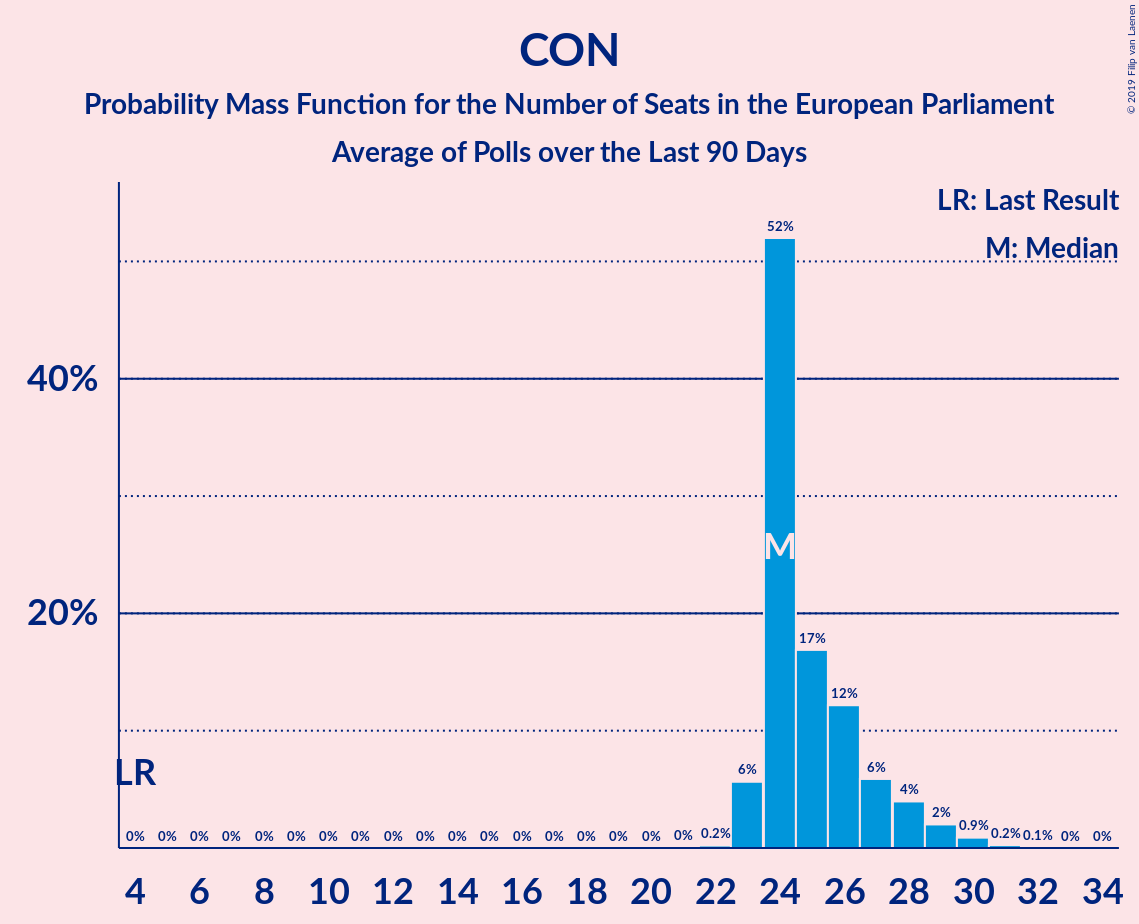 CON
Probability Mass Function for the Number of Seats in the European Parliament
Average of Polls over the Last 90 Days
© 2019 Filip van Laenen
LR: Last Result
M: Median
52%
40%
M
20%
17%
12%
LR
6%
6%
4%
2%
0% 0% 0% 0% 0% 0% 0% 0% 0% 0% 0% 0% 0% 0% 0% 0% 0% 0% 0.2% 0.9% 0.2% 0.1% 0% 0%
4 6 8 10 12 14 16 18 20 22 24 26 28 30 32 34